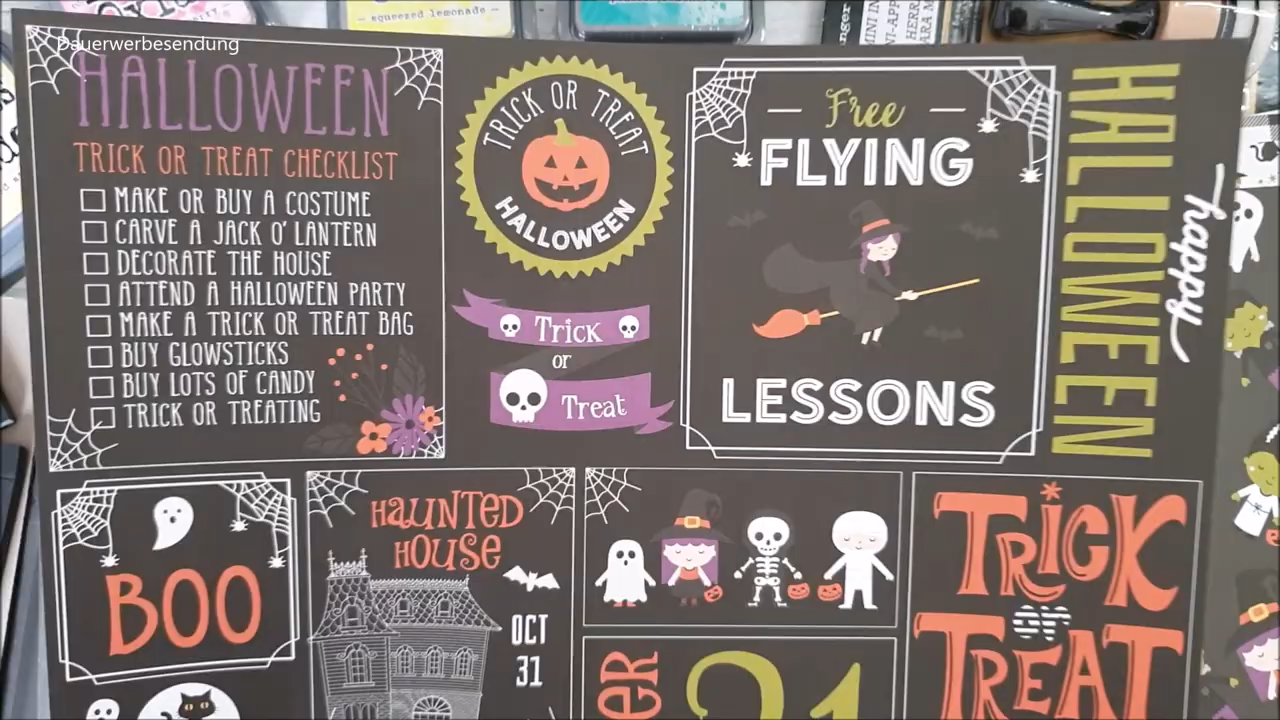 squeezed lemonade
Dauerwerbesendung
HALLOWEEN
TRICK OR TREAT CHECKLIST
MAKE OR BUY A COSTUME
CARVE A JACK O' LANTERN
DECORATE THE HOUSE
ATTEND A HALLOWEEN PARTY
MAKE A TRICK OR TREAT BAG
BUY GLOWSTICKS
BUY LOTS OF CANDY
TRICK OR TREATING
TRICK OR TREAT
HALLOWEEN
Trick
or
Treat
Free
FLYING
LESSONS
happy
HALLOWEEN
BOO
HAUNTED
HOUSE
OCT
31
TRICK
or
TREAT
31